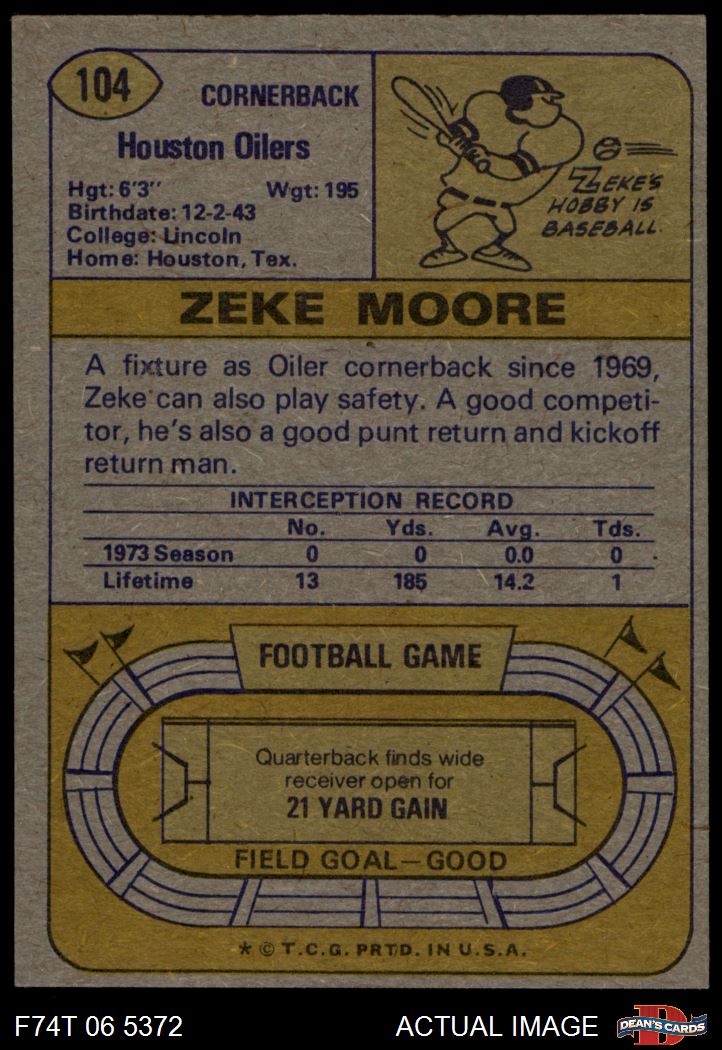 104
CORNERBACK
Houston Oilers
Hgt: 6'3"   Wgt: 195
Birthdate: 12-2-43
College: Lincoln
Home: Houston, Tex.
ZEKE'S
HOBBY IS
BASEBALL.
ZEKE MOORE
A fixture as Oiler cornerback since 1969,
Zeke can also play safety. A good competi-
tor, he's also a good punt return and kickoff
return man.
INTERCEPTION RECORD
No. Yds. Avg. Tds.
1973 Season 0 0 0.0 0
Lifetime 13 185 14.2 1
FOOTBALL GAME
Quarterback finds wide
receiver open for
21 YARD GAIN
FIELD GOAL—GOOD
* © T.C.G. PRTD. IN U.S.A.
F74T 06 5372
ACTUAL IMAGE
D
DEAN'S CARDS